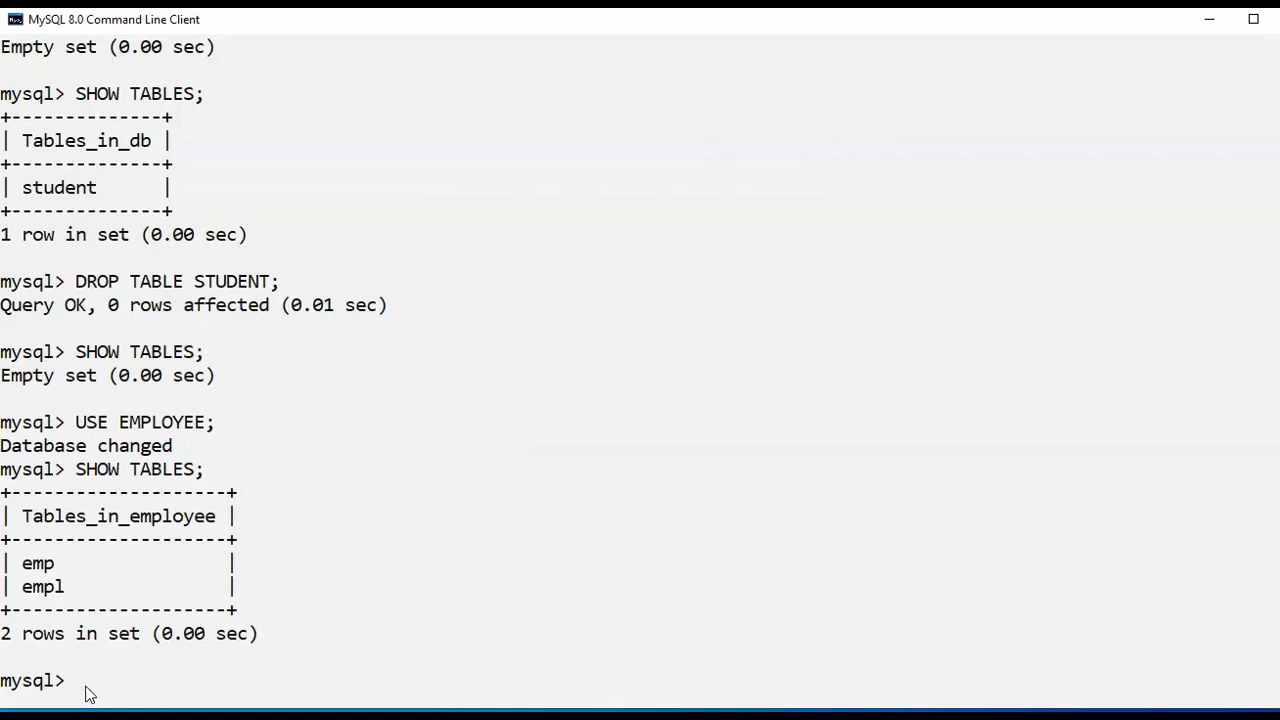 MySQL 8.0 Command Line Client
Empty set (0.00 sec)
mysql> SHOW TABLES;
+--------------+
| Tables_in_db |
+--------------+
| student      |
+--------------+
1 row in set (0.00 sec)
mysql> DROP TABLE STUDENT;
Query OK, 0 rows affected (0.01 sec)
mysql> SHOW TABLES;
Empty set (0.00 sec)
mysql> USE EMPLOYEE;
Database changed
mysql> SHOW TABLES;
+--------------------+
| Tables_in_employee |
+--------------------+
| emp                |
| empl               |
+--------------------+
2 rows in set (0.00 sec)
mysql>